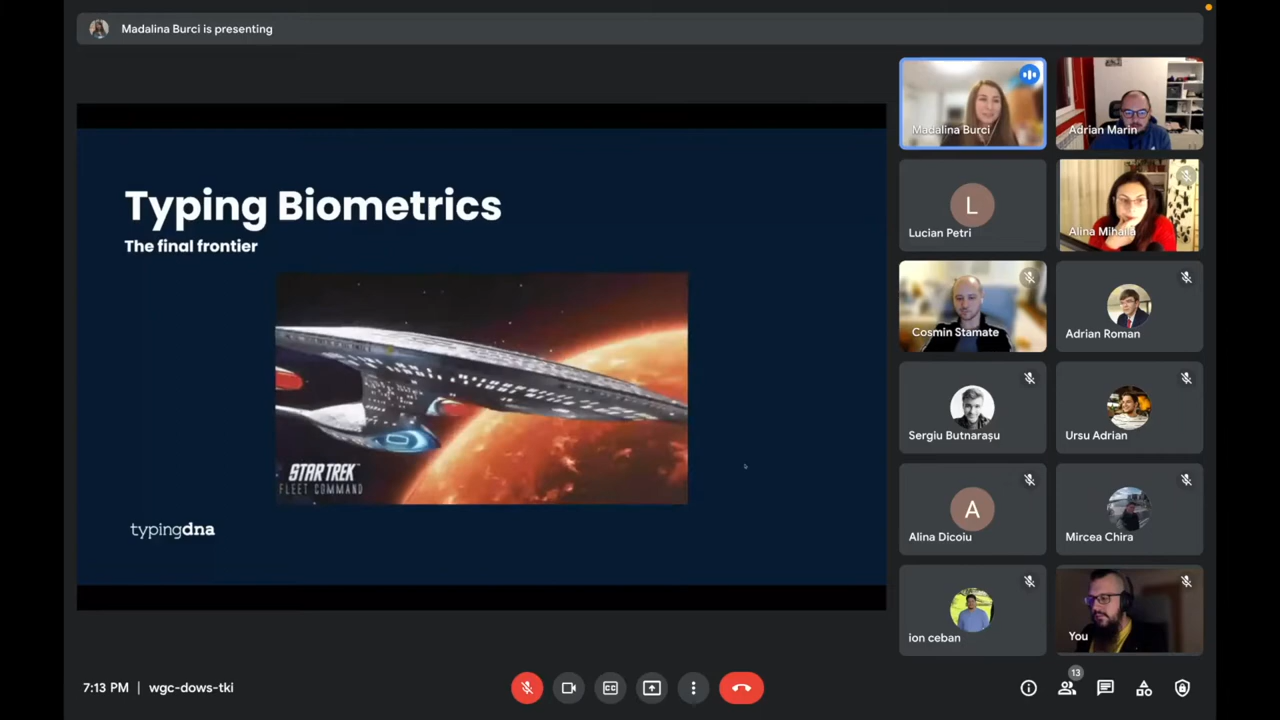 Madalina Burci is presenting
Typing Biometrics
The final frontier
STAR TREK
FLEET COMMAND
typingdna
Madalina Burci
Adrian Marin
L
Lucian Petri
Alina Mihaila
Cosmin Stamate
Adrian Roman
Sergiu Butnarașu
Ursu Adrian
A
Alina Dicoiu
Mircea Chira
ion ceban
You
7:13 PM | wgc-dows-tki
CC
13